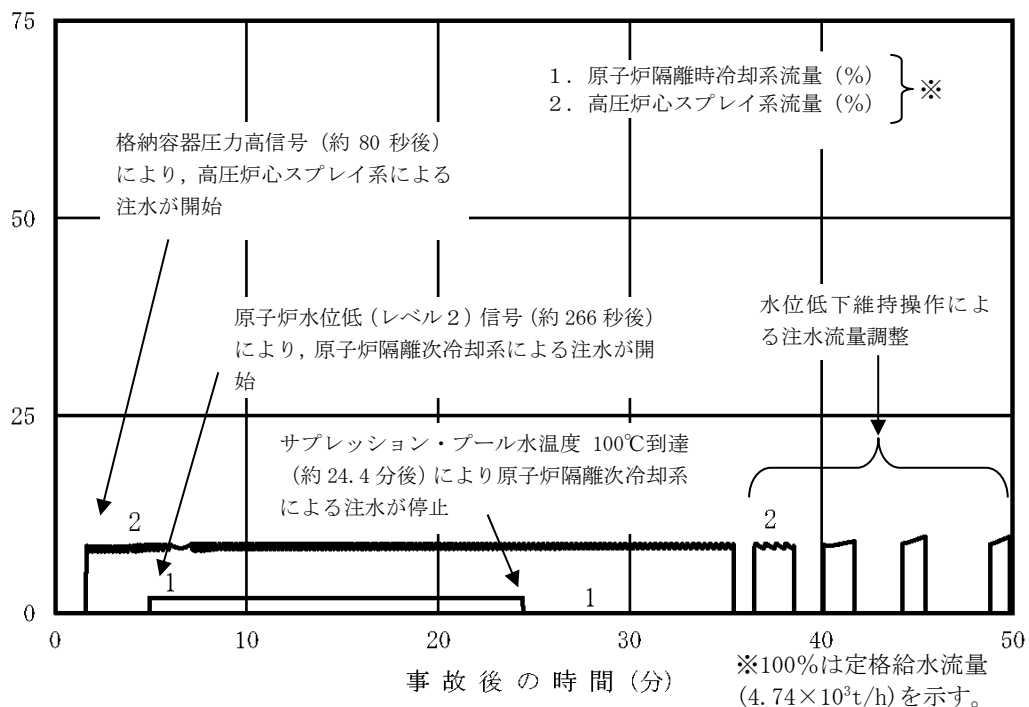 75
50
25
0
1．原子炉隔離時冷却系流量（％）
2．高圧炉心スプレイ系流量（％）
※
格納容器圧力高信号（約 80 秒後）
により，高圧炉心スプレイ系による
注水が開始
原子炉水位低（レベル２）信号（約 266 秒後）
により，原子炉隔離次冷却系による注水が開
始
水位低下維持操作によ
る注水流量調整
サプレッション・プール水温度 100℃到達
（約 24.4 分後）により原子炉隔離次冷却系
による注水が停止
2
2
1
1
0
10
20
30
40
50
事故後の時間（分）
※100％は定格給水流量
(4.74×10³t/h)を示す。